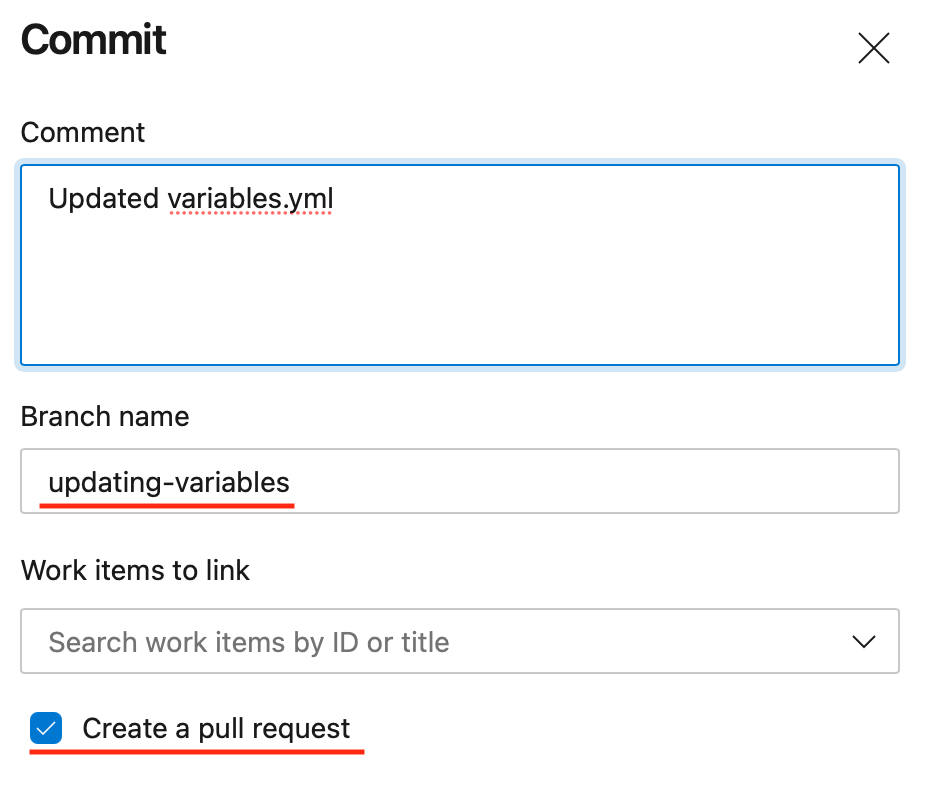 Commit
Comment
Updated variables.yml
Branch name
updating-variables
Work items to link
Search work items by ID or title
Create a pull request